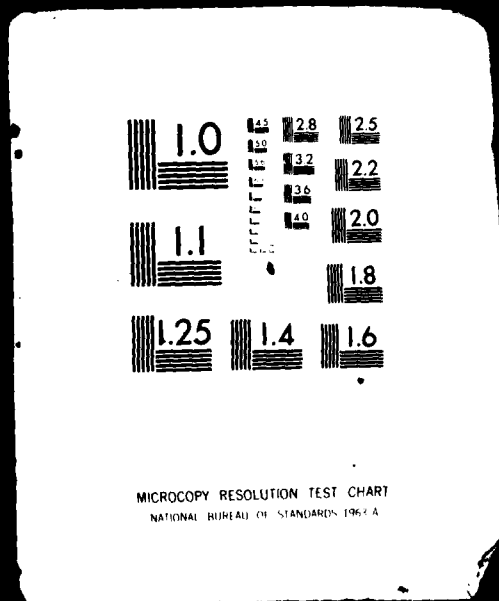 1.0 4.5 2.8 2.5
5.0
5.6 3.2 2.2
3.6
1.1 4.0 2.0
1.8
1.25 1.4 1.6
MICROCOPY RESOLUTION TEST CHART
NATIONAL BUREAU OF STANDARDS-1963-A